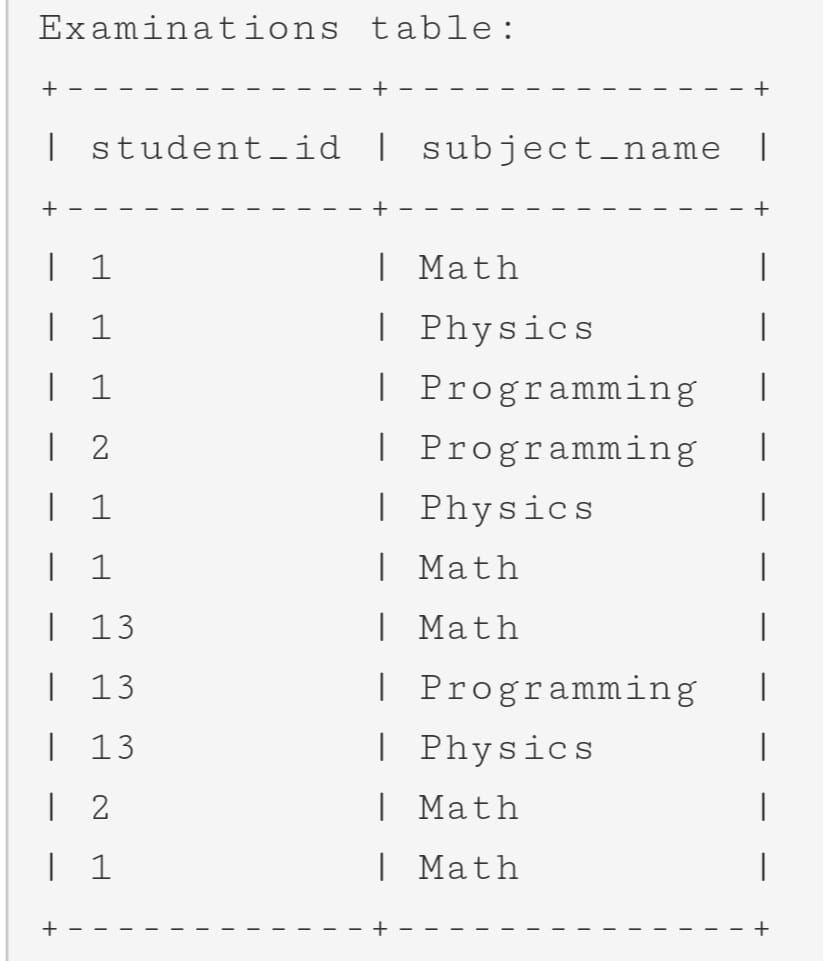 Examinations table:
+------------+--------------+
| student_id | subject_name |
+------------+--------------+
| 1          | Math         |
| 1          | Physics      |
| 1          | Programming  |
| 2          | Programming  |
| 1          | Physics      |
| 1          | Math         |
| 13         | Math         |
| 13         | Programming  |
| 13         | Physics      |
| 2          | Math         |
| 1          | Math         |
+------------+--------------+